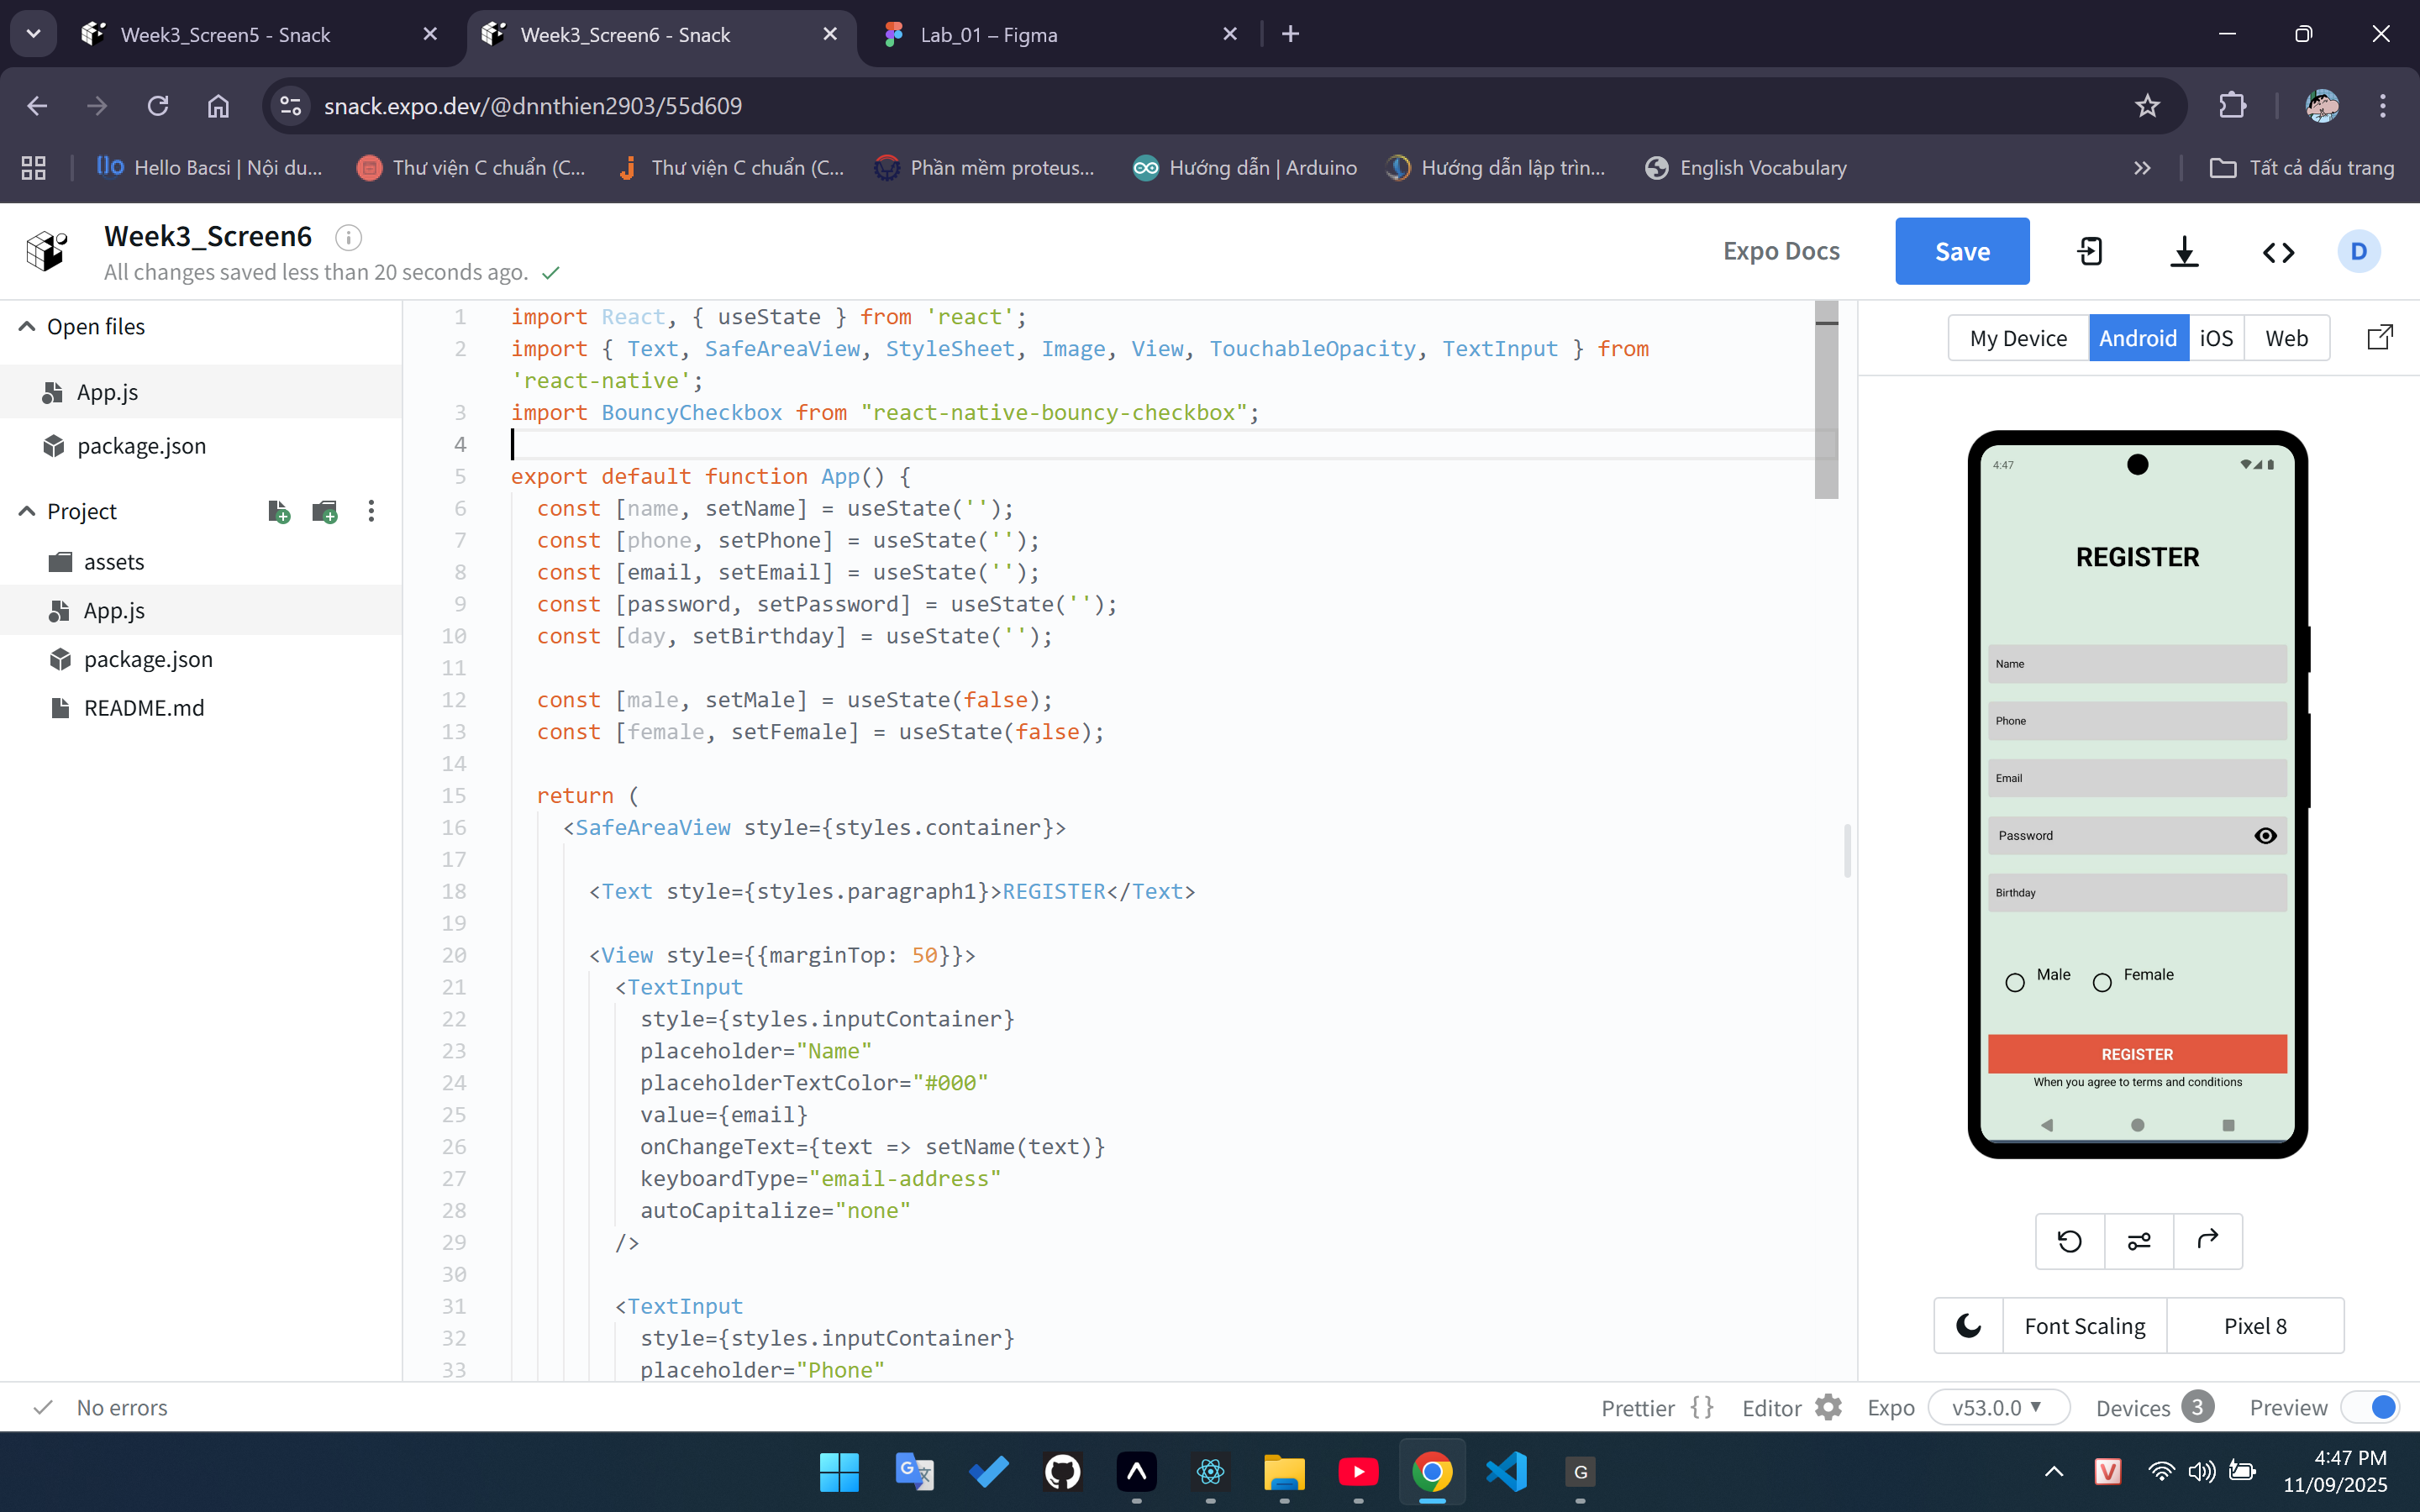 Week3_Screen5 - Snack
Week3_Screen6 - Snack
Lab_01 – Figma
snack.expo.dev/@dnnthien2903/55d609
Hello Bacsi | Nội du...
Thư viện C chuẩn (C...
Thư viện C chuẩn (C...
Phần mềm proteus...
Hướng dẫn | Arduino
Hướng dẫn lập trìn...
English Vocabulary
Tất cả dấu trang
Week3_Screen6
All changes saved less than 20 seconds ago.
Expo Docs
Save
D
Open files
App.js
package.json
Project
assets
App.js
package.json
README.md
1 import React, { useState } from 'react';
2 import { Text, SafeAreaView, StyleSheet, Image, View, TouchableOpacity, TextInput } from
'react-native';
3 import BouncyCheckbox from "react-native-bouncy-checkbox";
4
5 export default function App() {
6 const [name, setName] = useState('');
7 const [phone, setPhone] = useState('');
8 const [email, setEmail] = useState('');
9 const [password, setPassword] = useState('');
10 const [day, setBirthday] = useState('');
11
12 const [male, setMale] = useState(false);
13 const [female, setFemale] = useState(false);
14
15 return (
16 <SafeAreaView style={styles.container}>
17
18 <Text style={styles.paragraph1}>REGISTER</Text>
19
20 <View style={{marginTop: 50}}>
21 <TextInput
22 style={styles.inputContainer}
23 placeholder="Name"
24 placeholderTextColor="#000"
25 value={email}
26 onChangeText={text => setName(text)}
27 keyboardType="email-address"
28 autoCapitalize="none"
29 />
30
31 <TextInput
32 style={styles.inputContainer}
33 placeholder="Phone"
My Device
Android
iOS
Web
4:47
REGISTER
Name
Phone
Email
Password
Birthday
Male
Female
REGISTER
When you agree to terms and conditions
Font Scaling
Pixel 8
No errors
Prettier {}
Editor
Expo
v53.0.0
Devices 3
Preview
G
G
V
4:47 PM
11/09/2025